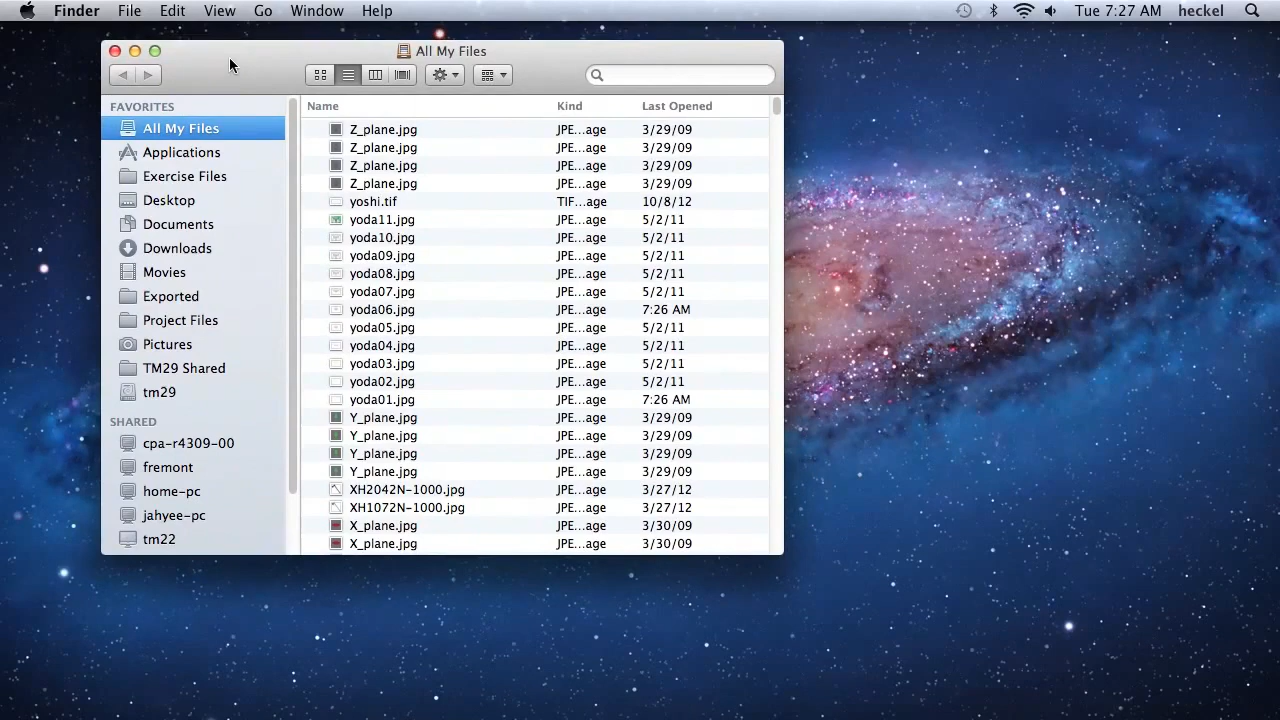 Finder File Edit View Go Window Help Tue 7:27 AM heckel
All My Files
FAVORITES
All My Files
Applications
Exercise Files
Desktop
Documents
Downloads
Movies
Exported
Project Files
Pictures
TM29 Shared
tm29
SHARED
cpa-r4309-00
fremont
home-pc
jahyee-pc
tm22
Name Kind Last Opened
Z_plane.jpg JPE...age 3/29/09
Z_plane.jpg JPE...age 3/29/09
Z_plane.jpg JPE...age 3/29/09
Z_plane.jpg JPE...age 3/29/09
yoshi.tif TIF...age 10/8/12
yoda11.jpg JPE...age 5/2/11
yoda10.jpg JPE...age 5/2/11
yoda09.jpg JPE...age 5/2/11
yoda08.jpg JPE...age 5/2/11
yoda07.jpg JPE...age 5/2/11
yoda06.jpg JPE...age 7:26 AM
yoda05.jpg JPE...age 5/2/11
yoda04.jpg JPE...age 5/2/11
yoda03.jpg JPE...age 5/2/11
yoda02.jpg JPE...age 5/2/11
yoda01.jpg JPE...age 7:26 AM
Y_plane.jpg JPE...age 3/29/09
Y_plane.jpg JPE...age 3/29/09
Y_plane.jpg JPE...age 3/29/09
Y_plane.jpg JPE...age 3/29/09
XH2042N-1000.jpg JPE...age 3/27/12
XH1072N-1000.jpg JPE...age 3/27/12
X_plane.jpg JPE...age 3/30/09
X_plane.jpg JPE...age 3/30/09